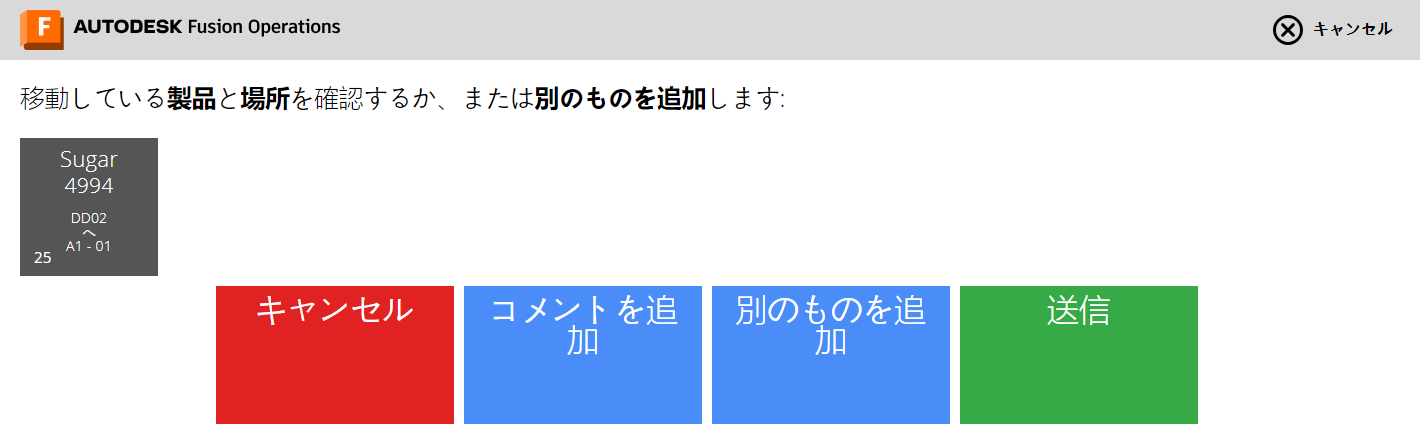 F AUTODESK Fusion Operations
キャンセル
移動している製品と場所を確認するか、または別のものを追加します:
Sugar
4994
DD02
へ
A1 - 01
25
キャンセル
コメントを追
加
別のものを追
加
送信